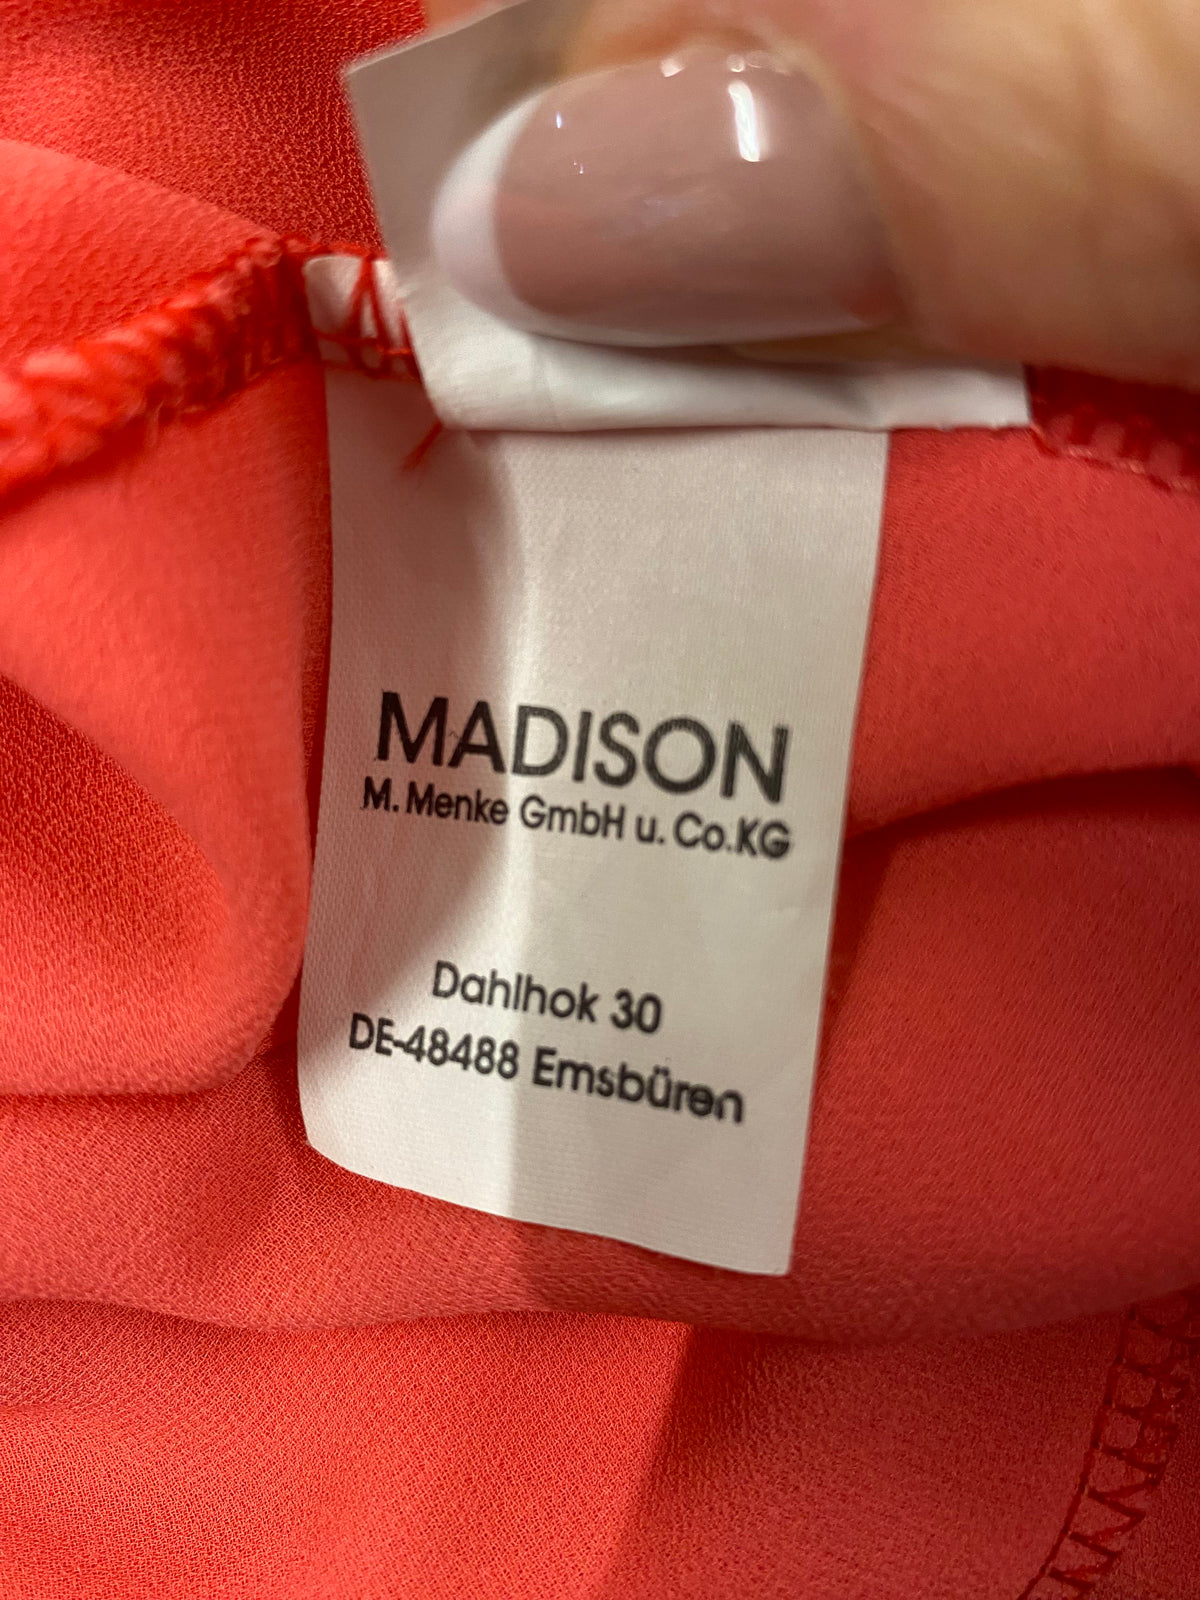 MADISON
M. Menke GmbH u. Co.KG
Dahlhok 30
DE-48488 Emsbüren